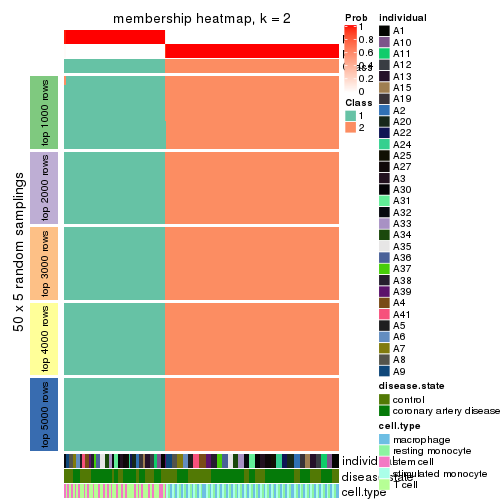 membership heatmap, k = 2
50 x 5 random samplings
top 1000 rows
top 2000 rows
top 3000 rows
top 4000 rows
top 5000 rows
individual
disease.state
cell.type
Prob
1
0.8
0.6
0.4
0.2
0
Class
1
2
individual
A1
A10
A11
A12
A13
A15
A19
A2
A20
A22
A24
A25
A27
A3
A30
A31
A32
A33
A34
A35
A36
A37
A38
A39
A4
A41
A5
A6
A7
A8
A9
disease.state
control
coronary artery disease
cell.type
macrophage
resting monocyte
stem cell
stimulated monocyte
T cell